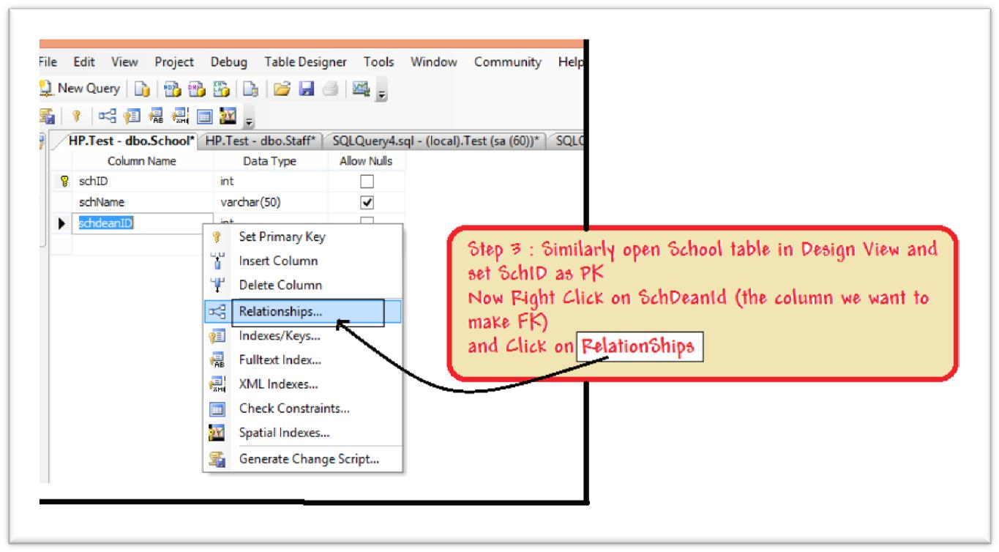 File Edit View Project Debug Table Designer Tools Window Community Help
New Query
HP.Test - dbo.School* HP.Test - dbo.Staff* SQLQuery4.sql - (local).Test (sa (60))* SQLQ
Column Name Data Type Allow Nulls
schID int
schName varchar(50)
schdeanID int
Set Primary Key
Insert Column
Delete Column
Relationships...
Indexes/Keys...
Fulltext Index...
XML Indexes...
Check Constraints...
Spatial Indexes...
Generate Change Script...
Step 3 : Similarly open School table in Design View and
set SchID as PK
Now Right Click on SchDeanId (the column we want to
make FK)
and Click on RelationShips